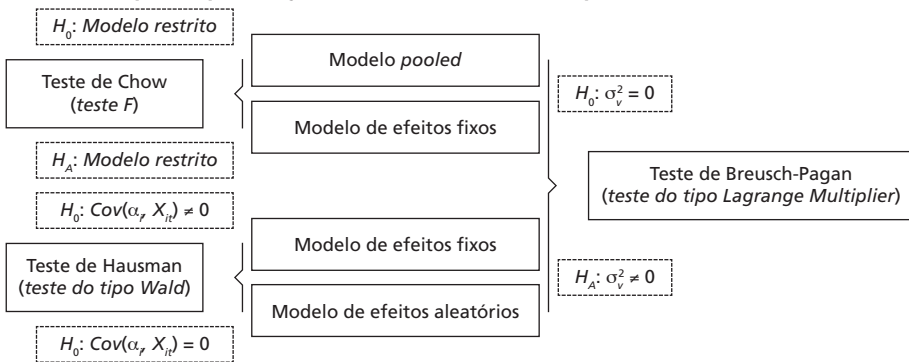 H₀: Modelo restrito
Teste de Chow
(teste F)
Hₐ: Modelo restrito
Modelo pooled
Modelo de efeitos fixos
H₀: Cov(αᵢ, Xᵢₜ) ≠ 0
Teste de Hausman
(teste do tipo Wald)
H₀: Cov(αᵢ, Xᵢₜ) = 0
Modelo de efeitos fixos
Modelo de efeitos aleatórios
H₀: σᵥ² = 0
Teste de Breusch-Pagan
(teste do tipo Lagrange Multiplier)
Hₐ: σᵥ² ≠ 0